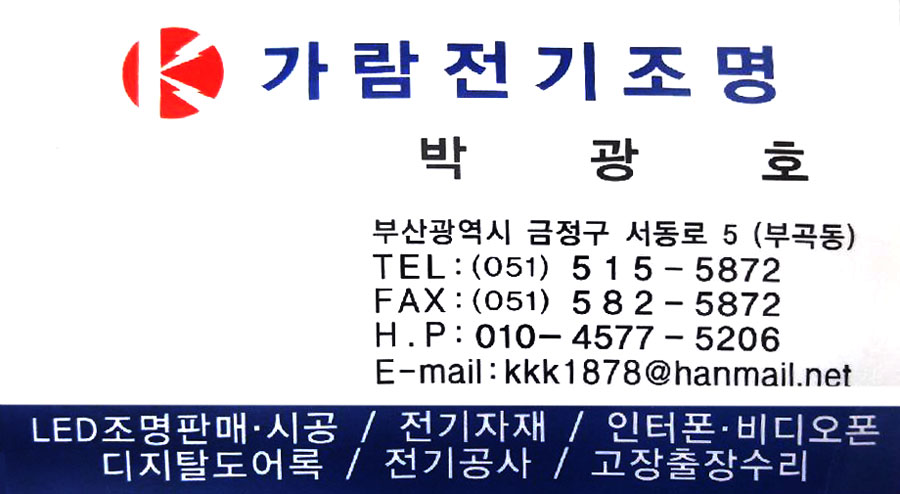 K 가람전기조명
박 광 호
부산광역시 금정구 서동로 5 (부곡동)
TEL : (051) 515-5872
FAX : (051) 582-5872
H.P : 010-4577-5206
E-mail : kkk1878@hanmail.net
LED조명판매·시공 / 전기자재 / 인터폰·비디오폰
디지탈도어록 / 전기공사 / 고장출장수리